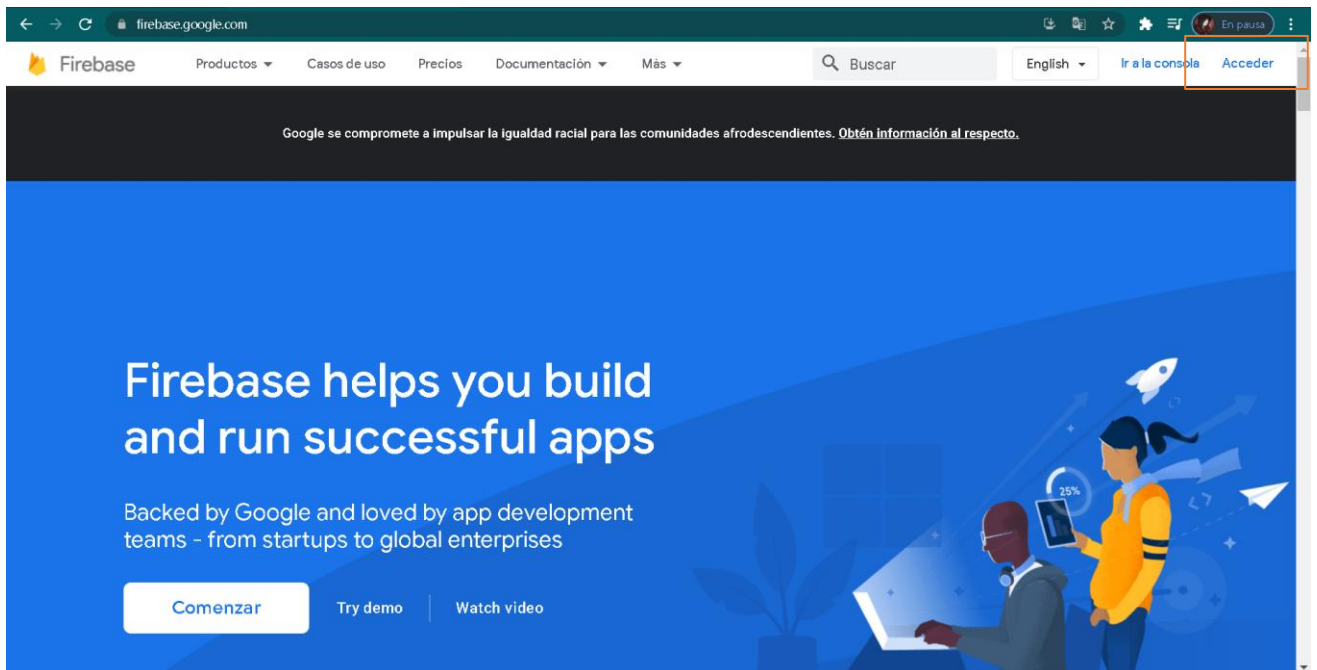 firebase.google.com
En pausa
Firebase Productos Casos de uso Precios Documentación Más Buscar English Ir a la consola Acceder
Google se compromete a impulsar la igualdad racial para las comunidades afrodescendientes. Obtén información al respecto.
Firebase helps you build
and run successful apps
Backed by Google and loved by app development
teams - from startups to global enterprises
Comenzar Try demo Watch video
25%